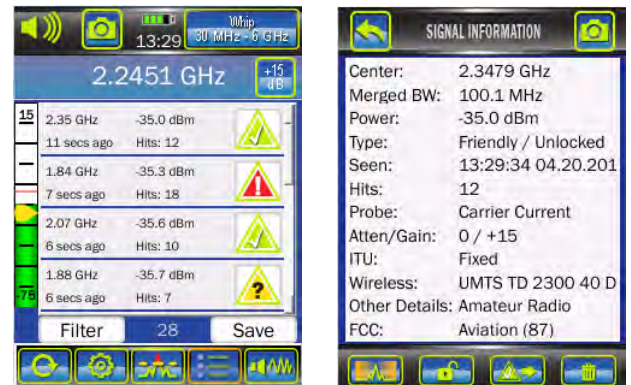 13:29
Whip
30 MHz - 6 GHz
2.2451 GHz
+15
dB
15
2.35 GHz -35.0 dBm
11 secs ago Hits: 12
1.84 GHz -35.3 dBm
7 secs ago Hits: 18
2.07 GHz -35.6 dBm
6 secs ago Hits: 10
1.88 GHz -35.7 dBm
6 secs ago Hits: 7
?
-75
Filter 28 Save
SIGNAL INFORMATION
Center: 2.3479 GHz
Merged BW: 100.1 MHz
Power: -35.0 dBm
Type: Friendly / Unlocked
Seen: 13:29:34 04.20.201
Hits: 12
Probe: Carrier Current
Atten/Gain: 0 / +15
ITU: Fixed
Wireless: UMTS TD 2300 40 D
Other Details: Amateur Radio
FCC: Aviation (87)